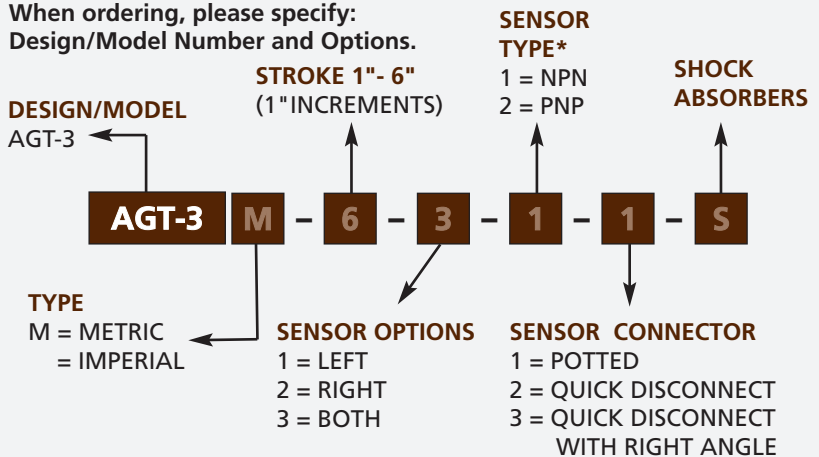 When ordering, please specify:
Design/Model Number and Options.
DESIGN/MODEL
AGT-3
STROKE 1"- 6"
(1"INCREMENTS)
SENSOR
TYPE*
1 = NPN
2 = PNP
SHOCK
ABSORBERS
AGT-3 M - 6 - 3 - 1 - 1 - S
TYPE
M = METRIC
= IMPERIAL
SENSOR OPTIONS
1 = LEFT
2 = RIGHT
3 = BOTH
SENSOR CONNECTOR
1 = POTTED
2 = QUICK DISCONNECT
3 = QUICK DISCONNECT
WITH RIGHT ANGLE